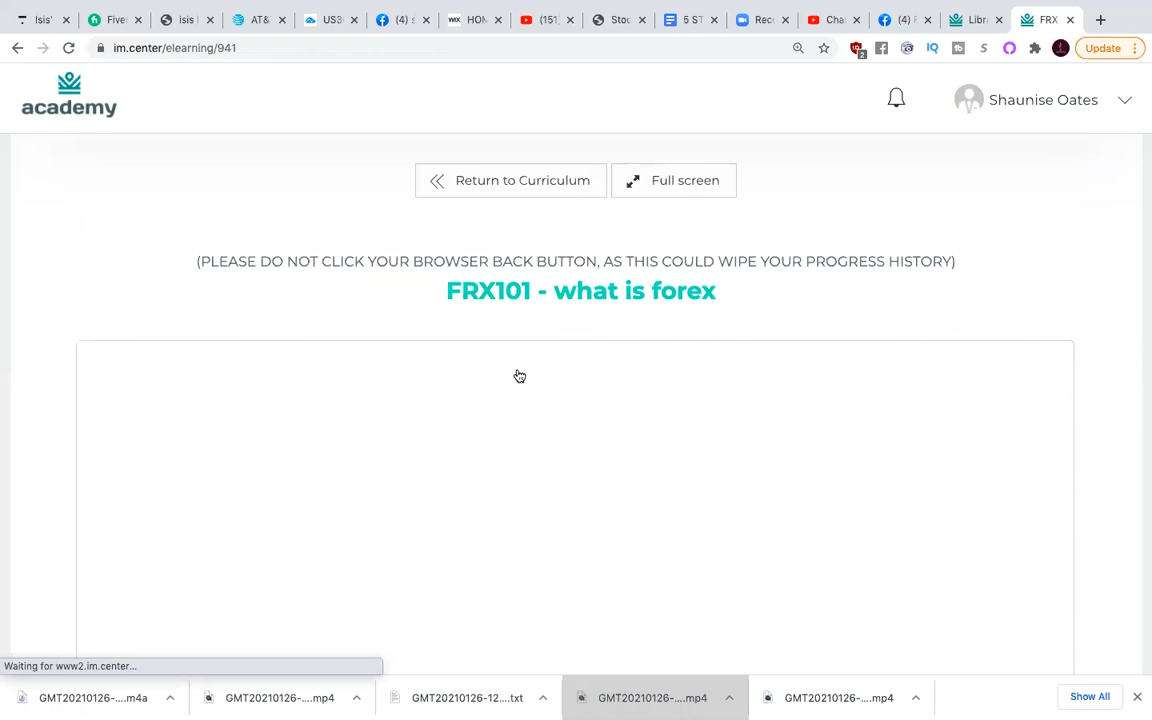 Isis'
Five
isis
AT&
US3
(4) s
HON
(151
Stoc
5 ST
Rec
Cha
(4) F
Libra
FRX
im.center/elearning/941
2
Update
academy
Shaunise Oates
Return to Curriculum
Full screen
(PLEASE DO NOT CLICK YOUR BROWSER BACK BUTTON, AS THIS COULD WIPE YOUR PROGRESS HISTORY)
FRX101 - what is forex
Waiting for www2.im.center...
GMT20210126-....m4a
GMT20210126-....mp4
GMT20210126-12....txt
GMT20210126-....mp4
GMT20210126-....mp4
Show All